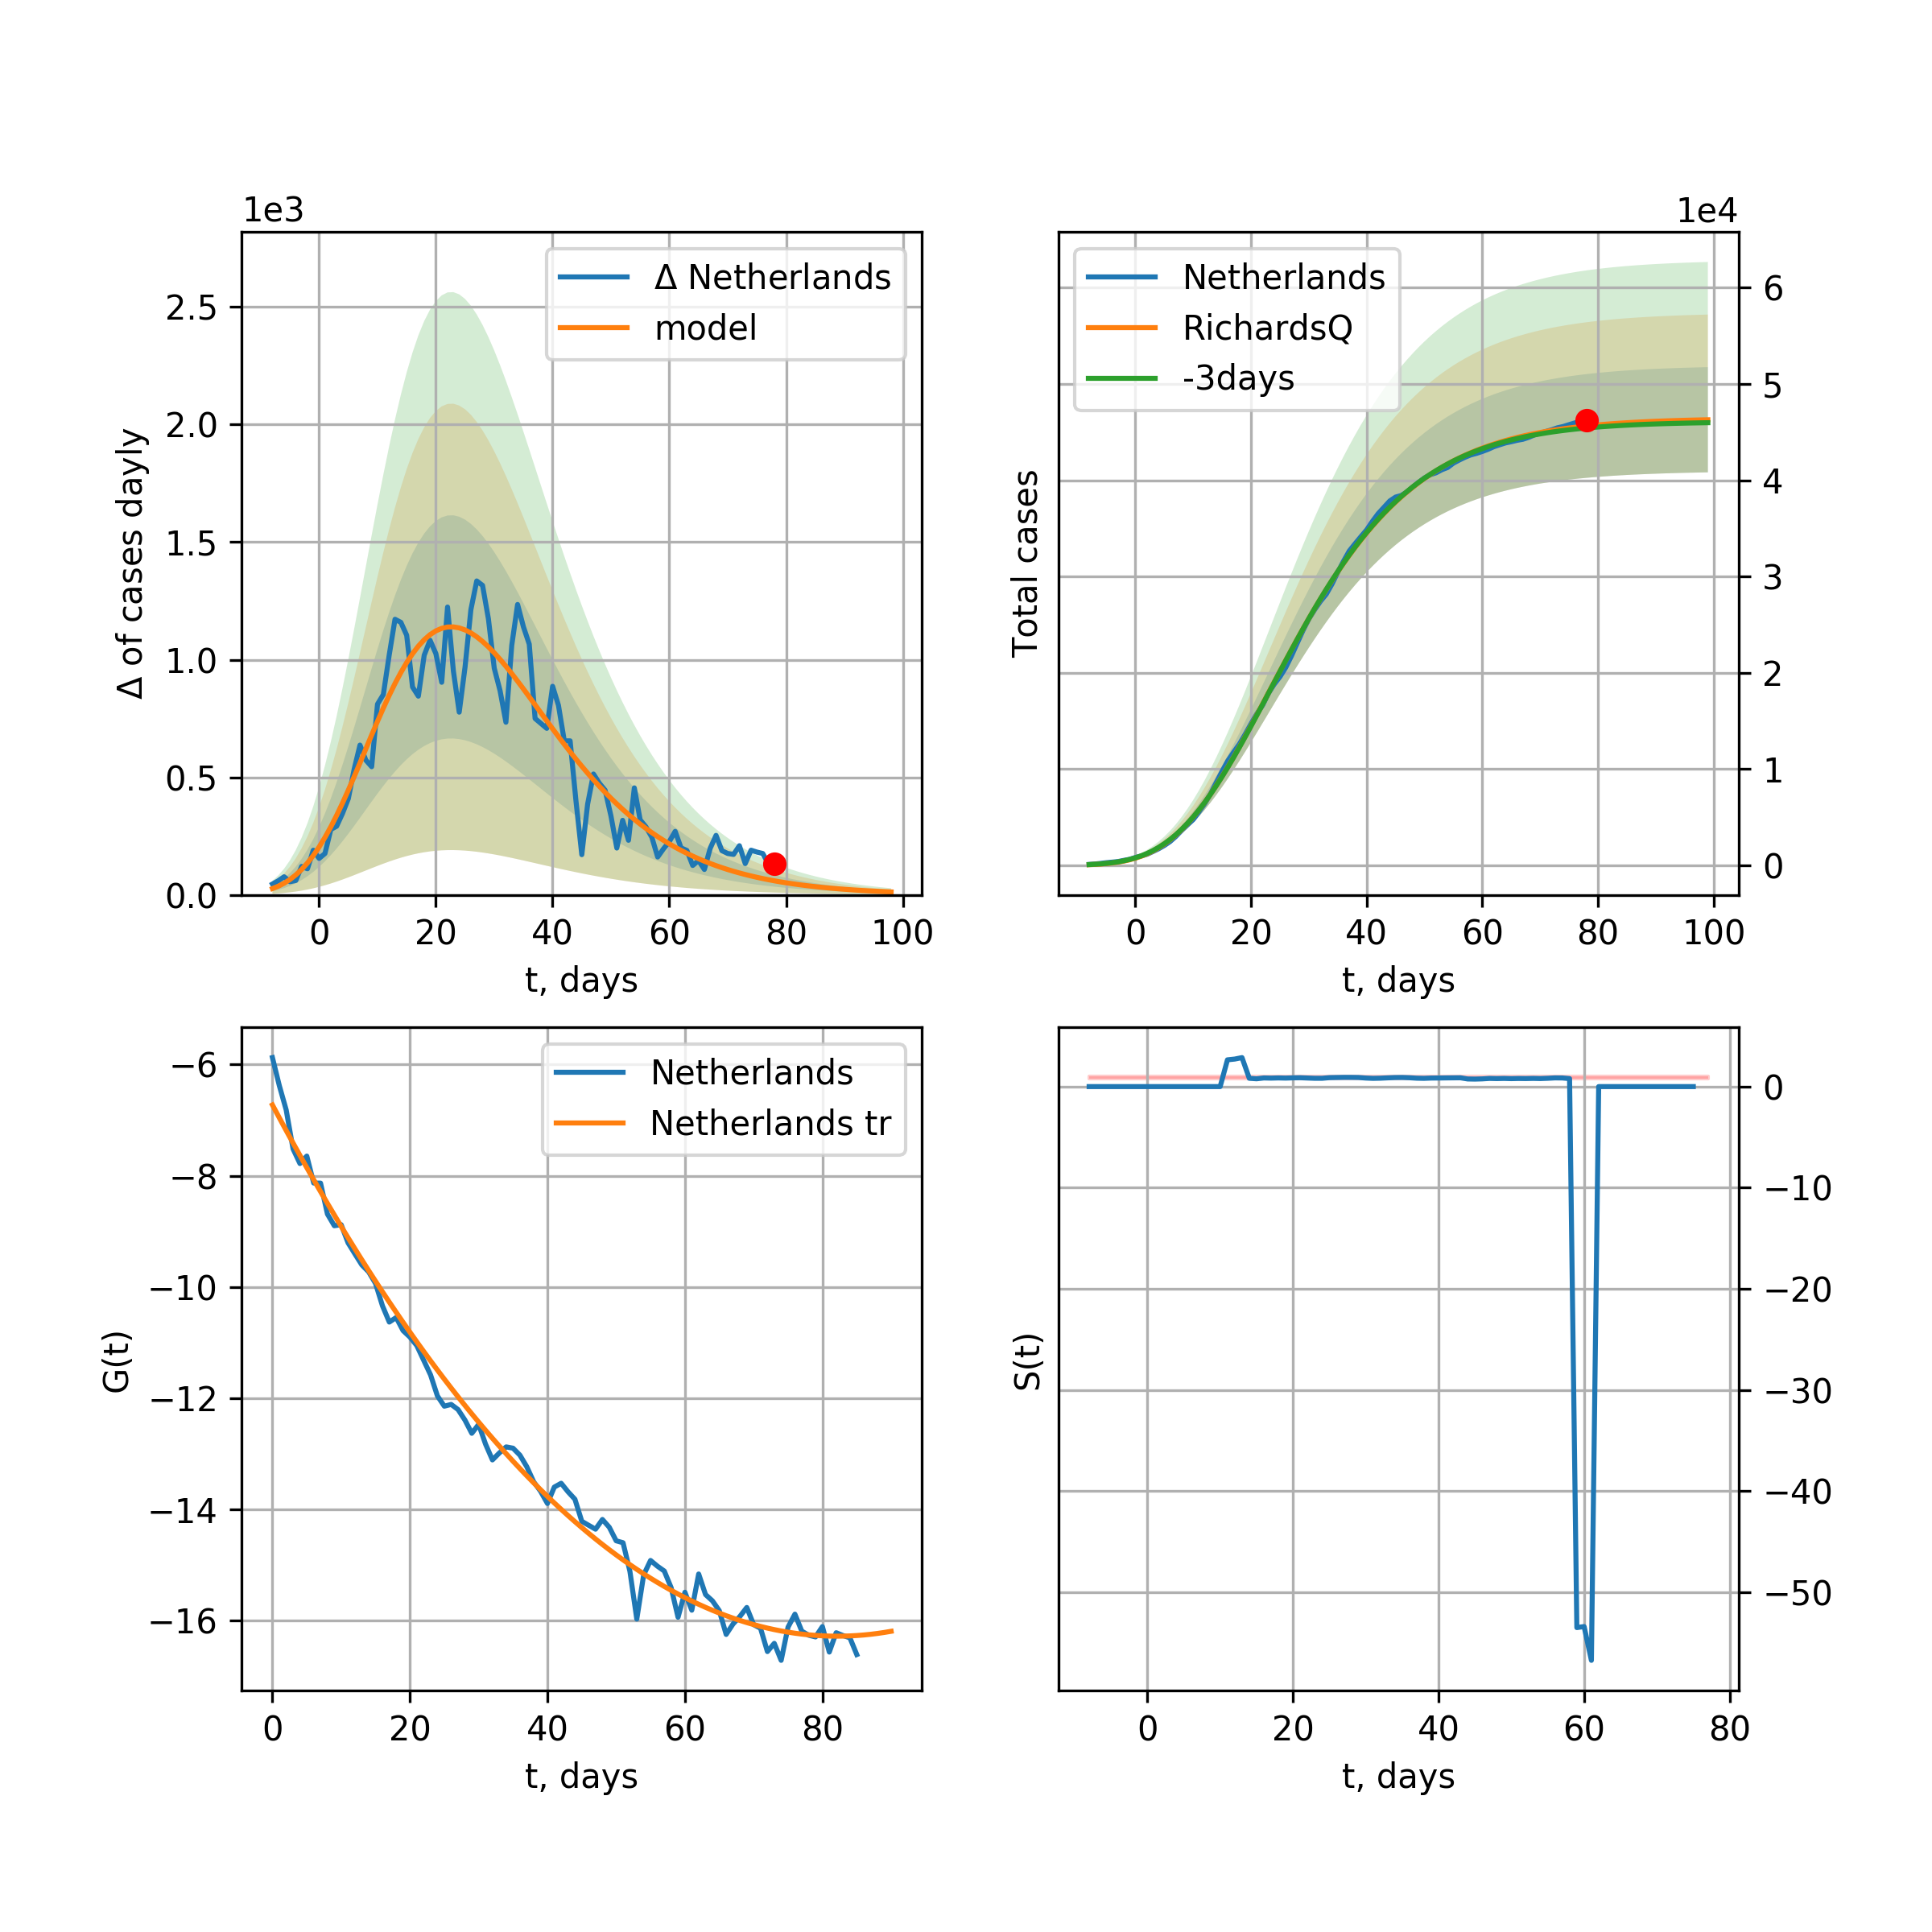 1e3
Δ of cases dayly
2.5
2.0
1.5
1.0
0.5
0.0
Δ Netherlands
model
0 20 40 60 80 100
t, days
1e4
Total cases
Netherlands
RichardsQ
-3days
6
5
4
3
2
1
0
0 20 40 60 80 100
t, days
G(t)
−6
−8
−10
−12
−14
−16
Netherlands
Netherlands tr
0 20 40 60 80
t, days
S(t)
0
−10
−20
−30
−40
−50
0 20 40 60 80
t, days